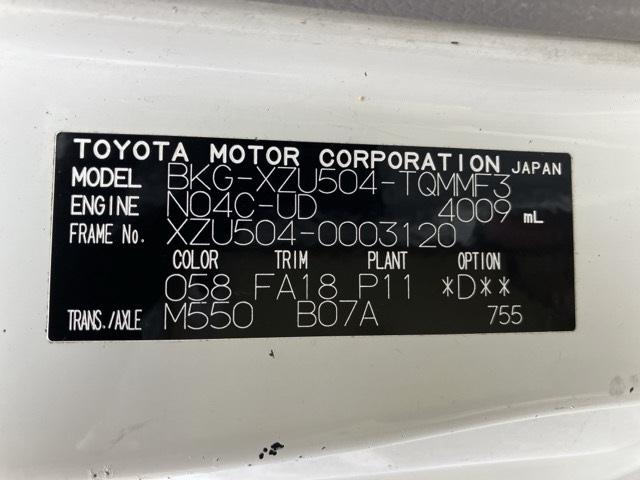 TOYOTA MOTOR CORPORATION JAPAN
MODEL BKG-XZU504-TQMMF3
ENGINE N04C-UD 4009 mL
FRAME No. XZU504-0003120
COLOR TRIM PLANT OPTION
058 FA18 P11 *D**
TRANS./AXLE M550 B07A 755